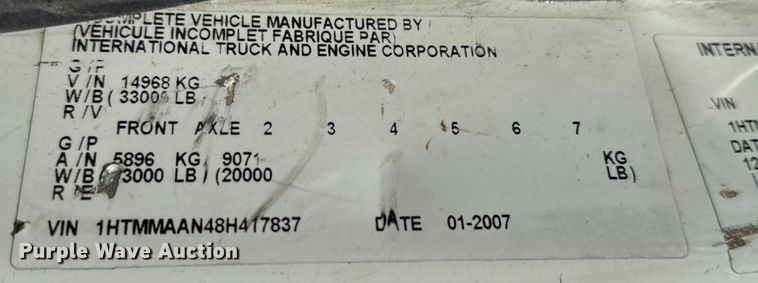 COMPLETE VEHICLE MANUFACTURED BY
(VEHICULE INCOMPLET FABRIQUE PAR)
INTERNATIONAL TRUCK AND ENGINE CORPORATION
G/P
V/N 14968 KG
W/B (33000 LB
R/V
FRONT AXLE 2 3 4 5 6 7
G/P
A/N 5896 KG 9071 KG
W/B 13000 LB) (20000 LB)
R/E
VIN 1HTMMAAN48H417837 DATE 01-2007
INTERNA
VIN
1HTM
DAT
12
Purple Wave Auction